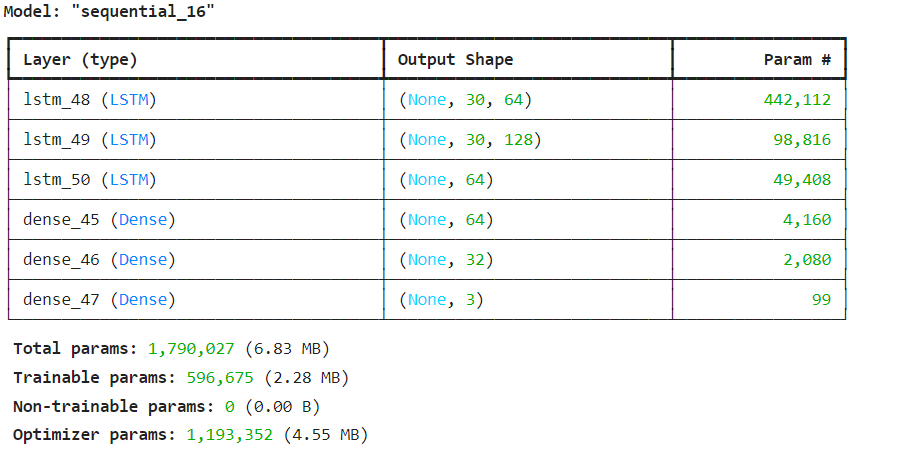 Model: "sequential_16"
Layer (type) Output Shape Param #
lstm_48 (LSTM) (None, 30, 64) 442,112
lstm_49 (LSTM) (None, 30, 128) 98,816
lstm_50 (LSTM) (None, 64) 49,408
dense_45 (Dense) (None, 64) 4,160
dense_46 (Dense) (None, 32) 2,080
dense_47 (Dense) (None, 3) 99
Total params: 1,790,027 (6.83 MB)
Trainable params: 596,675 (2.28 MB)
Non-trainable params: 0 (0.00 B)
Optimizer params: 1,193,352 (4.55 MB)